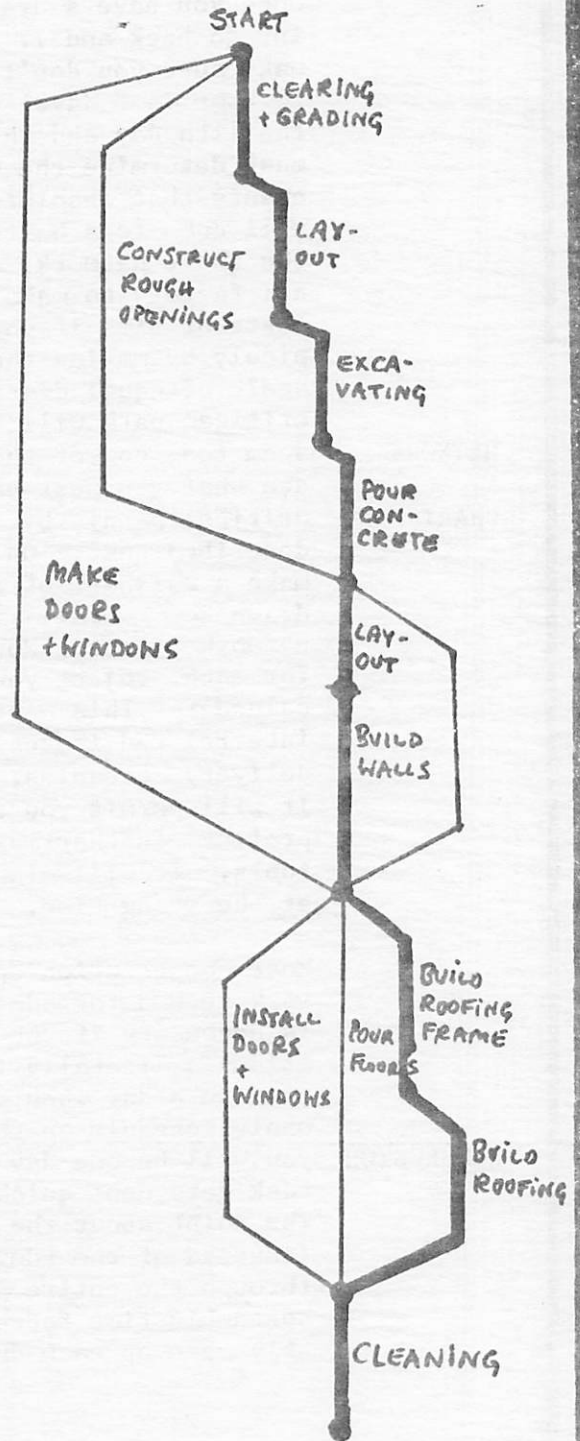 START
CLEARING
+ GRADING
LAY-
OUT
CONSTRUCT
ROUGH
OPENINGS
EXCA-
VATING
POUR
CON-
CRETE
MAKE
DOORS
+WINDOWS
LAY-
OUT
BUILD
WALLS
BUILD
ROOFING
FRAME
INSTALL
DOORS
+
WINDOWS
POUR
FLOORS
BUILD
ROOFING
CLEANING